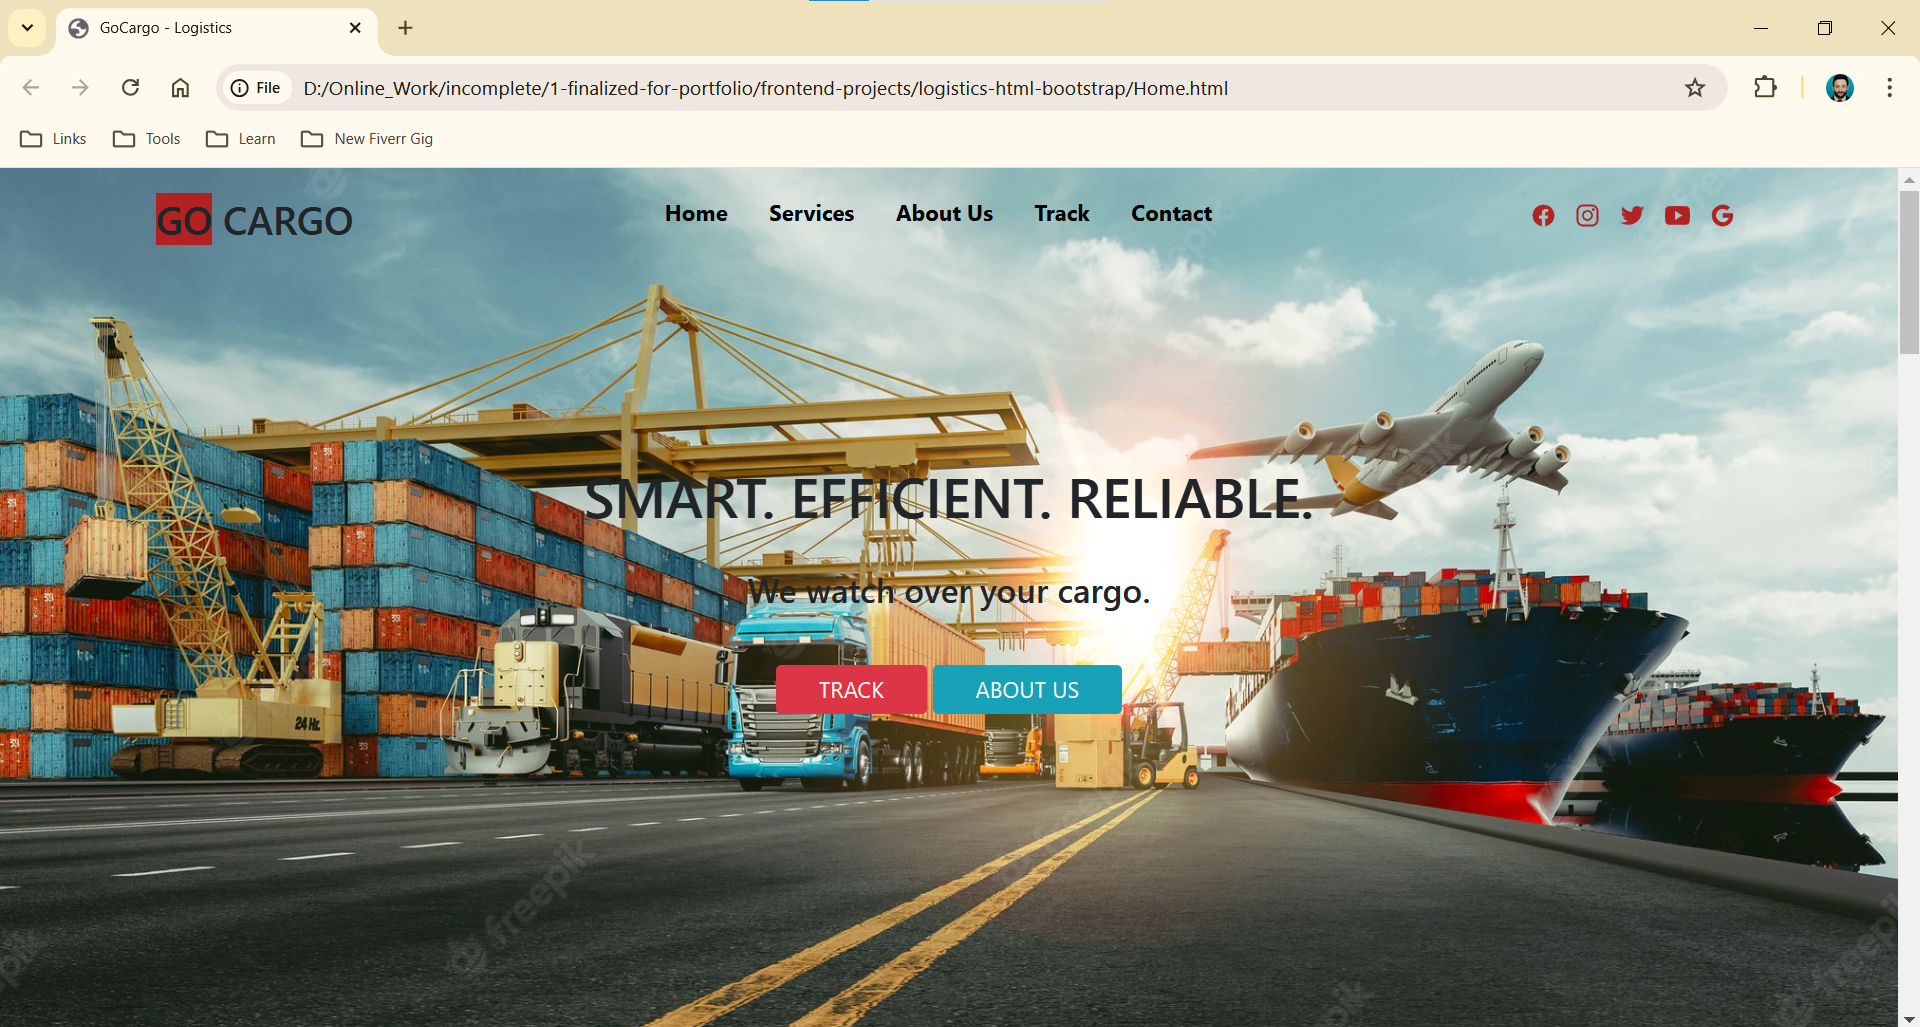 GoCargo - Logistics
File
D:/Online_Work/incomplete/1-finalized-for-portfolio/frontend-projects/logistics-html-bootstrap/Home.html
Links Tools Learn New Fiverr Gig
GO CARGO Home Services About Us Track Contact
SMART. EFFICIENT. RELIABLE.
We watch over your cargo.
24 Hr.
TRACK ABOUT US
freepik